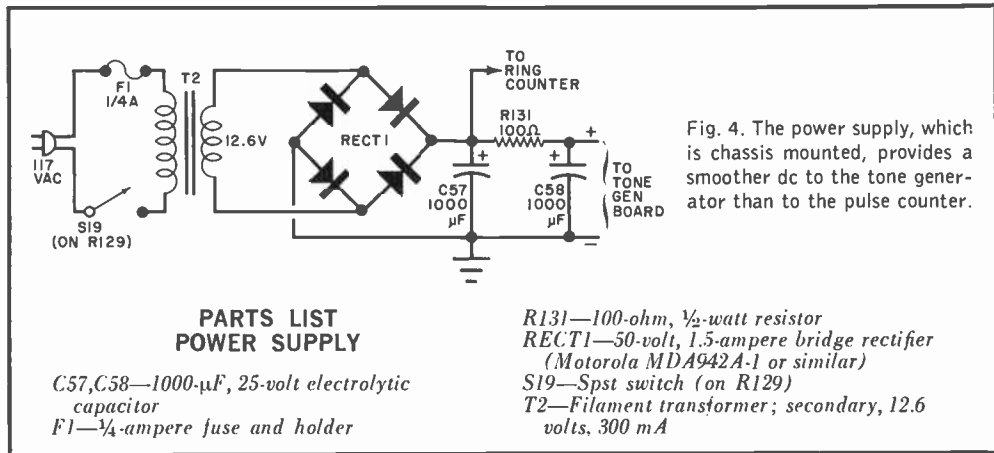 F1
1/4A
T2
117
VAC
S19
(ON R129)
12.6V
RECT1
TO
RING
COUNTER
R131
100Ω
+
C57
1000
µF
+
C58
1000
µF
+
TO
TONE
GEN
BOARD
−
Fig. 4. The power supply, which
is chassis mounted, provides a
smoother dc to the tone gener-
ator than to the pulse counter.
PARTS LIST
POWER SUPPLY
C57,C58—1000-µF, 25-volt electrolytic
capacitor
F1—¼-ampere fuse and holder
R131—100-ohm, ½-watt resistor
RECT1—50-volt, 1.5-ampere bridge rectifier
(Motorola MDA942A-1 or similar)
S19—Spst switch (on R129)
T2—Filament transformer; secondary, 12.6
volts, 300 mA